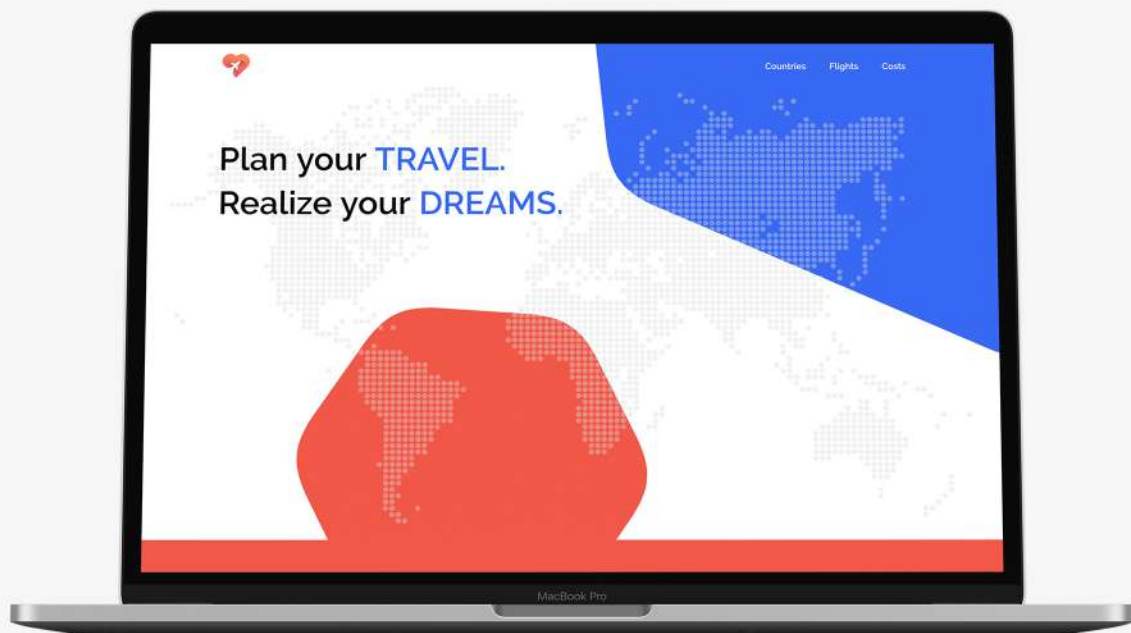 Countries Flights Costs
Plan your TRAVEL.
Realize your DREAMS.
MacBook Pro